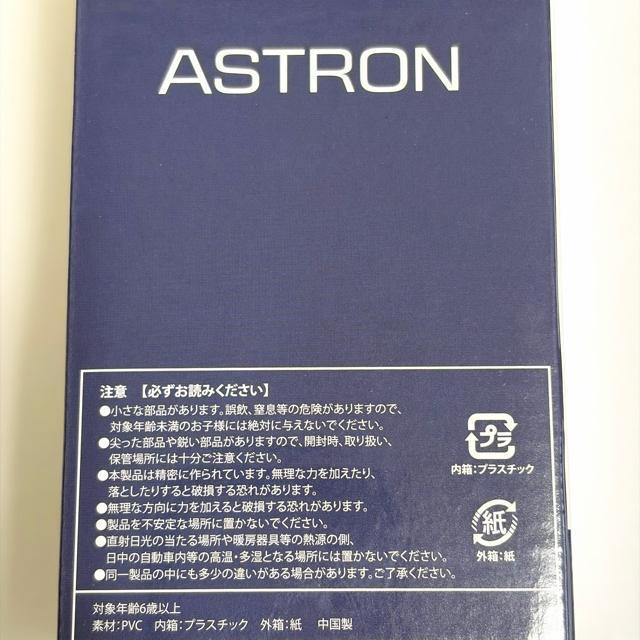 ASTRON
注意 【必ずお読みください】
●小さな部品があります。誤飲、窒息等の危険がありますので、
対象年齢未満のお子様には絶対に与えないでください。
●尖った部品や鋭い部品がありますので、開封時、取り扱い、
保管場所には十分ご注意ください。
●本製品は精密に作られています。無理な力を加えたり、
落としたりすると破損する恐れがあります。
●無理な方向に力を加えると破損する恐れがあります。
●製品を不安定な場所に置かないでください。
●直射日光の当たる場所や暖房器具等の熱源の側、
日中の自動車内等の高温・多湿となる場所には置かないでください。
●同一製品の中にも多少の違いがある場合があります。ご了承ください。
プラ
内箱:プラスチック
紙
外箱:紙
対象年齢6歳以上
素材:PVC 内箱:プラスチック 外箱:紙 中国製